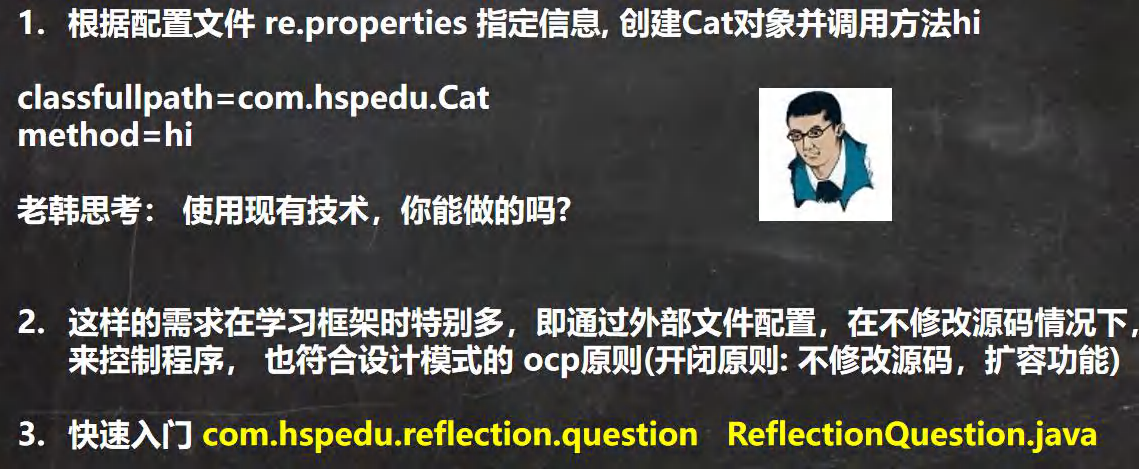 1. 根据配置文件 re.properties 指定信息, 创建Cat对象并调用方法hi
classfullpath=com.hspedu.Cat
method=hi
老韩思考： 使用现有技术，你能做的吗?
2. 这样的需求在学习框架时特别多，即通过外部文件配置，在不修改源码情况下，
来控制程序， 也符合设计模式的 ocp原则(开闭原则: 不修改源码，扩容功能)
3. 快速入门 com.hspedu.reflection.question ReflectionQuestion.java